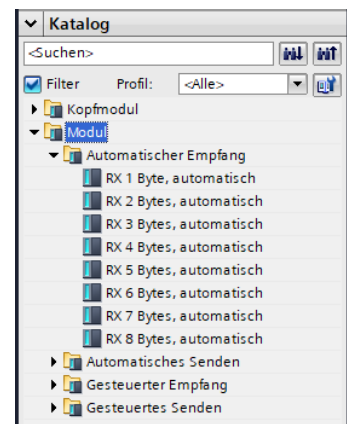 Katalog
<Suchen>
Filter Profil: <Alle>
Kopfmodul
Modul
Automatischer Empfang
RX 1 Byte, automatisch
RX 2 Bytes, automatisch
RX 3 Bytes, automatisch
RX 4 Bytes, automatisch
RX 5 Bytes, automatisch
RX 6 Bytes, automatisch
RX 7 Bytes, automatisch
RX 8 Bytes, automatisch
Automatisches Senden
Gesteuerter Empfang
Gesteuertes Senden